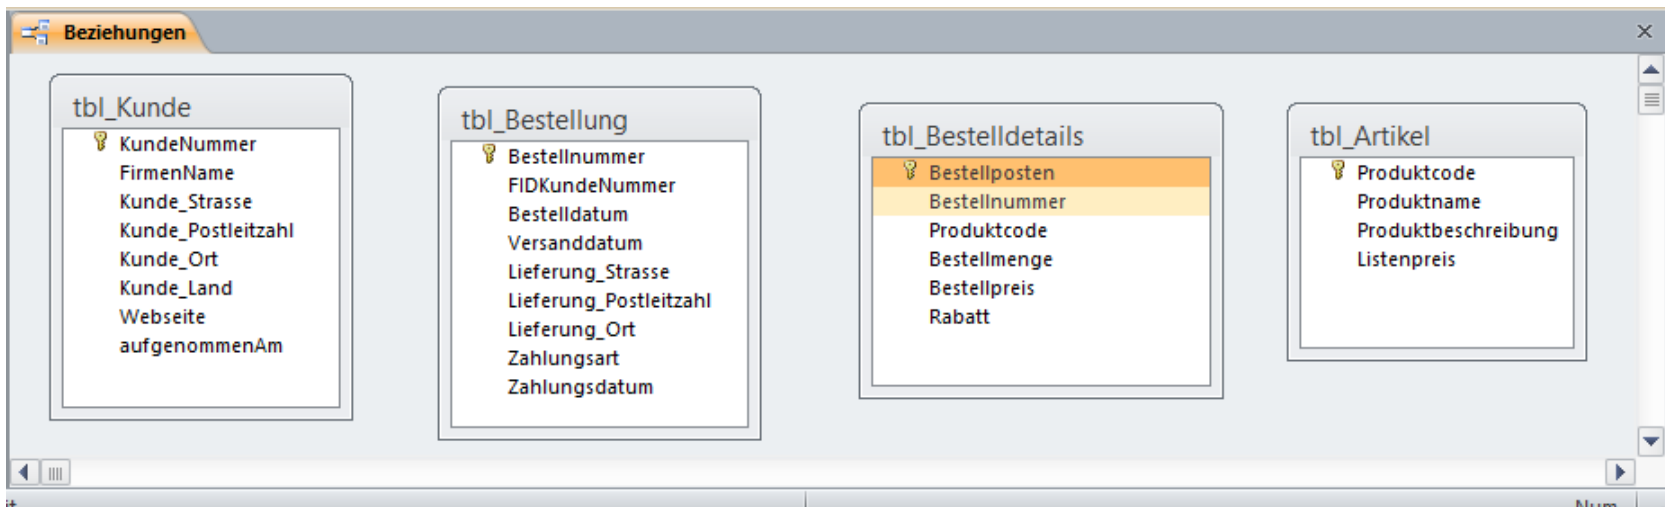 Beziehungen
tbl_Kunde
KundeNummer
FirmenName
Kunde_Strasse
Kunde_Postleitzahl
Kunde_Ort
Kunde_Land
Webseite
aufgenommenAm
tbl_Bestellung
Bestellnummer
FIDKundeNummer
Bestelldatum
Versanddatum
Lieferung_Strasse
Lieferung_Postleitzahl
Lieferung_Ort
Zahlungsart
Zahlungsdatum
tbl_Bestelldetails
Bestellposten
Bestellnummer
Produktcode
Bestellmenge
Bestellpreis
Rabatt
tbl_Artikel
Produktcode
Produktname
Produktbeschreibung
Listenpreis